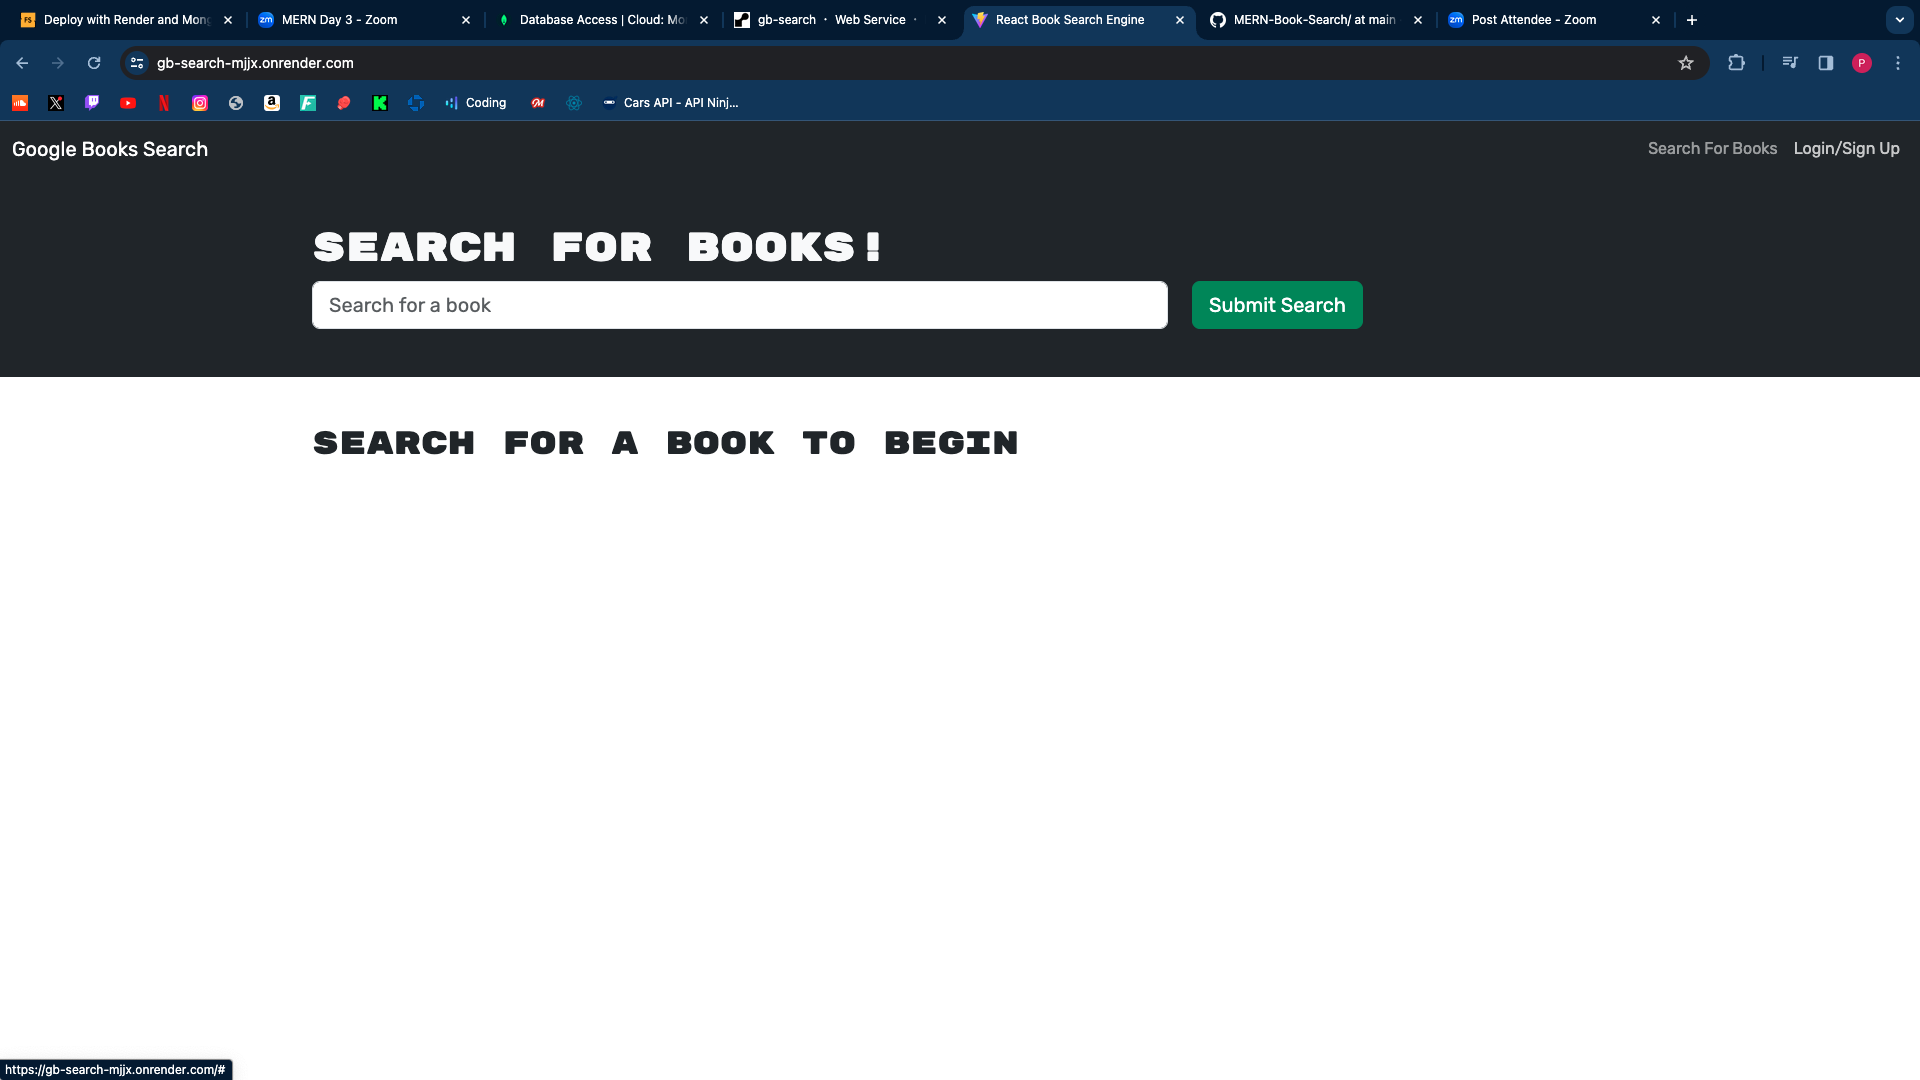 Deploy with Render and Mong
MERN Day 3 - Zoom
Database Access | Cloud: Mo
gb-search · Web Service ·
React Book Search Engine
MERN-Book-Search/ at main
Post Attendee - Zoom
gb-search-mjjx.onrender.com
P
Coding
Cars API - API Ninj...
Google Books Search
Search For Books
Login/Sign Up
SEARCH FOR BOOKS!
Search for a book
Submit Search
SEARCH FOR A BOOK TO BEGIN
https://gb-search-mjjx.onrender.com/#